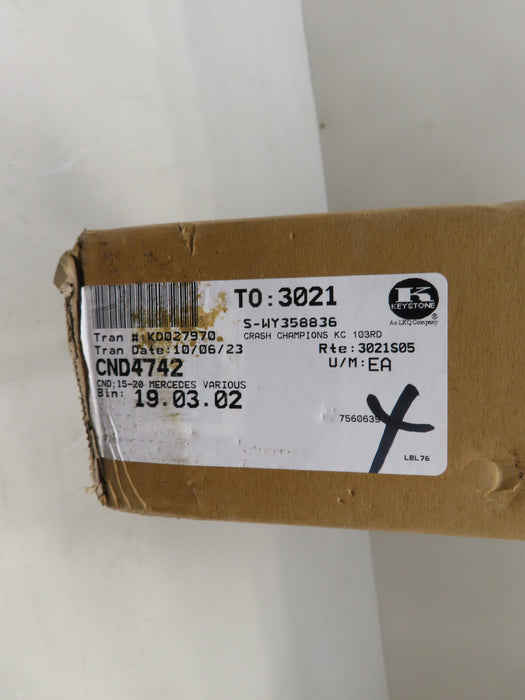 TO:3021
K
KEYSTONE
An LKQ Company
S-WY358836
CRASH CHAMPIONS KC 103RD
Tran #:KD027970
Tran Date:10/06/23
Rte:3021S05
CND4742
U/M:EA
CND;15-20 MERCEDES VARIOUS
Bin: 19.03.02
7560639
LBL76